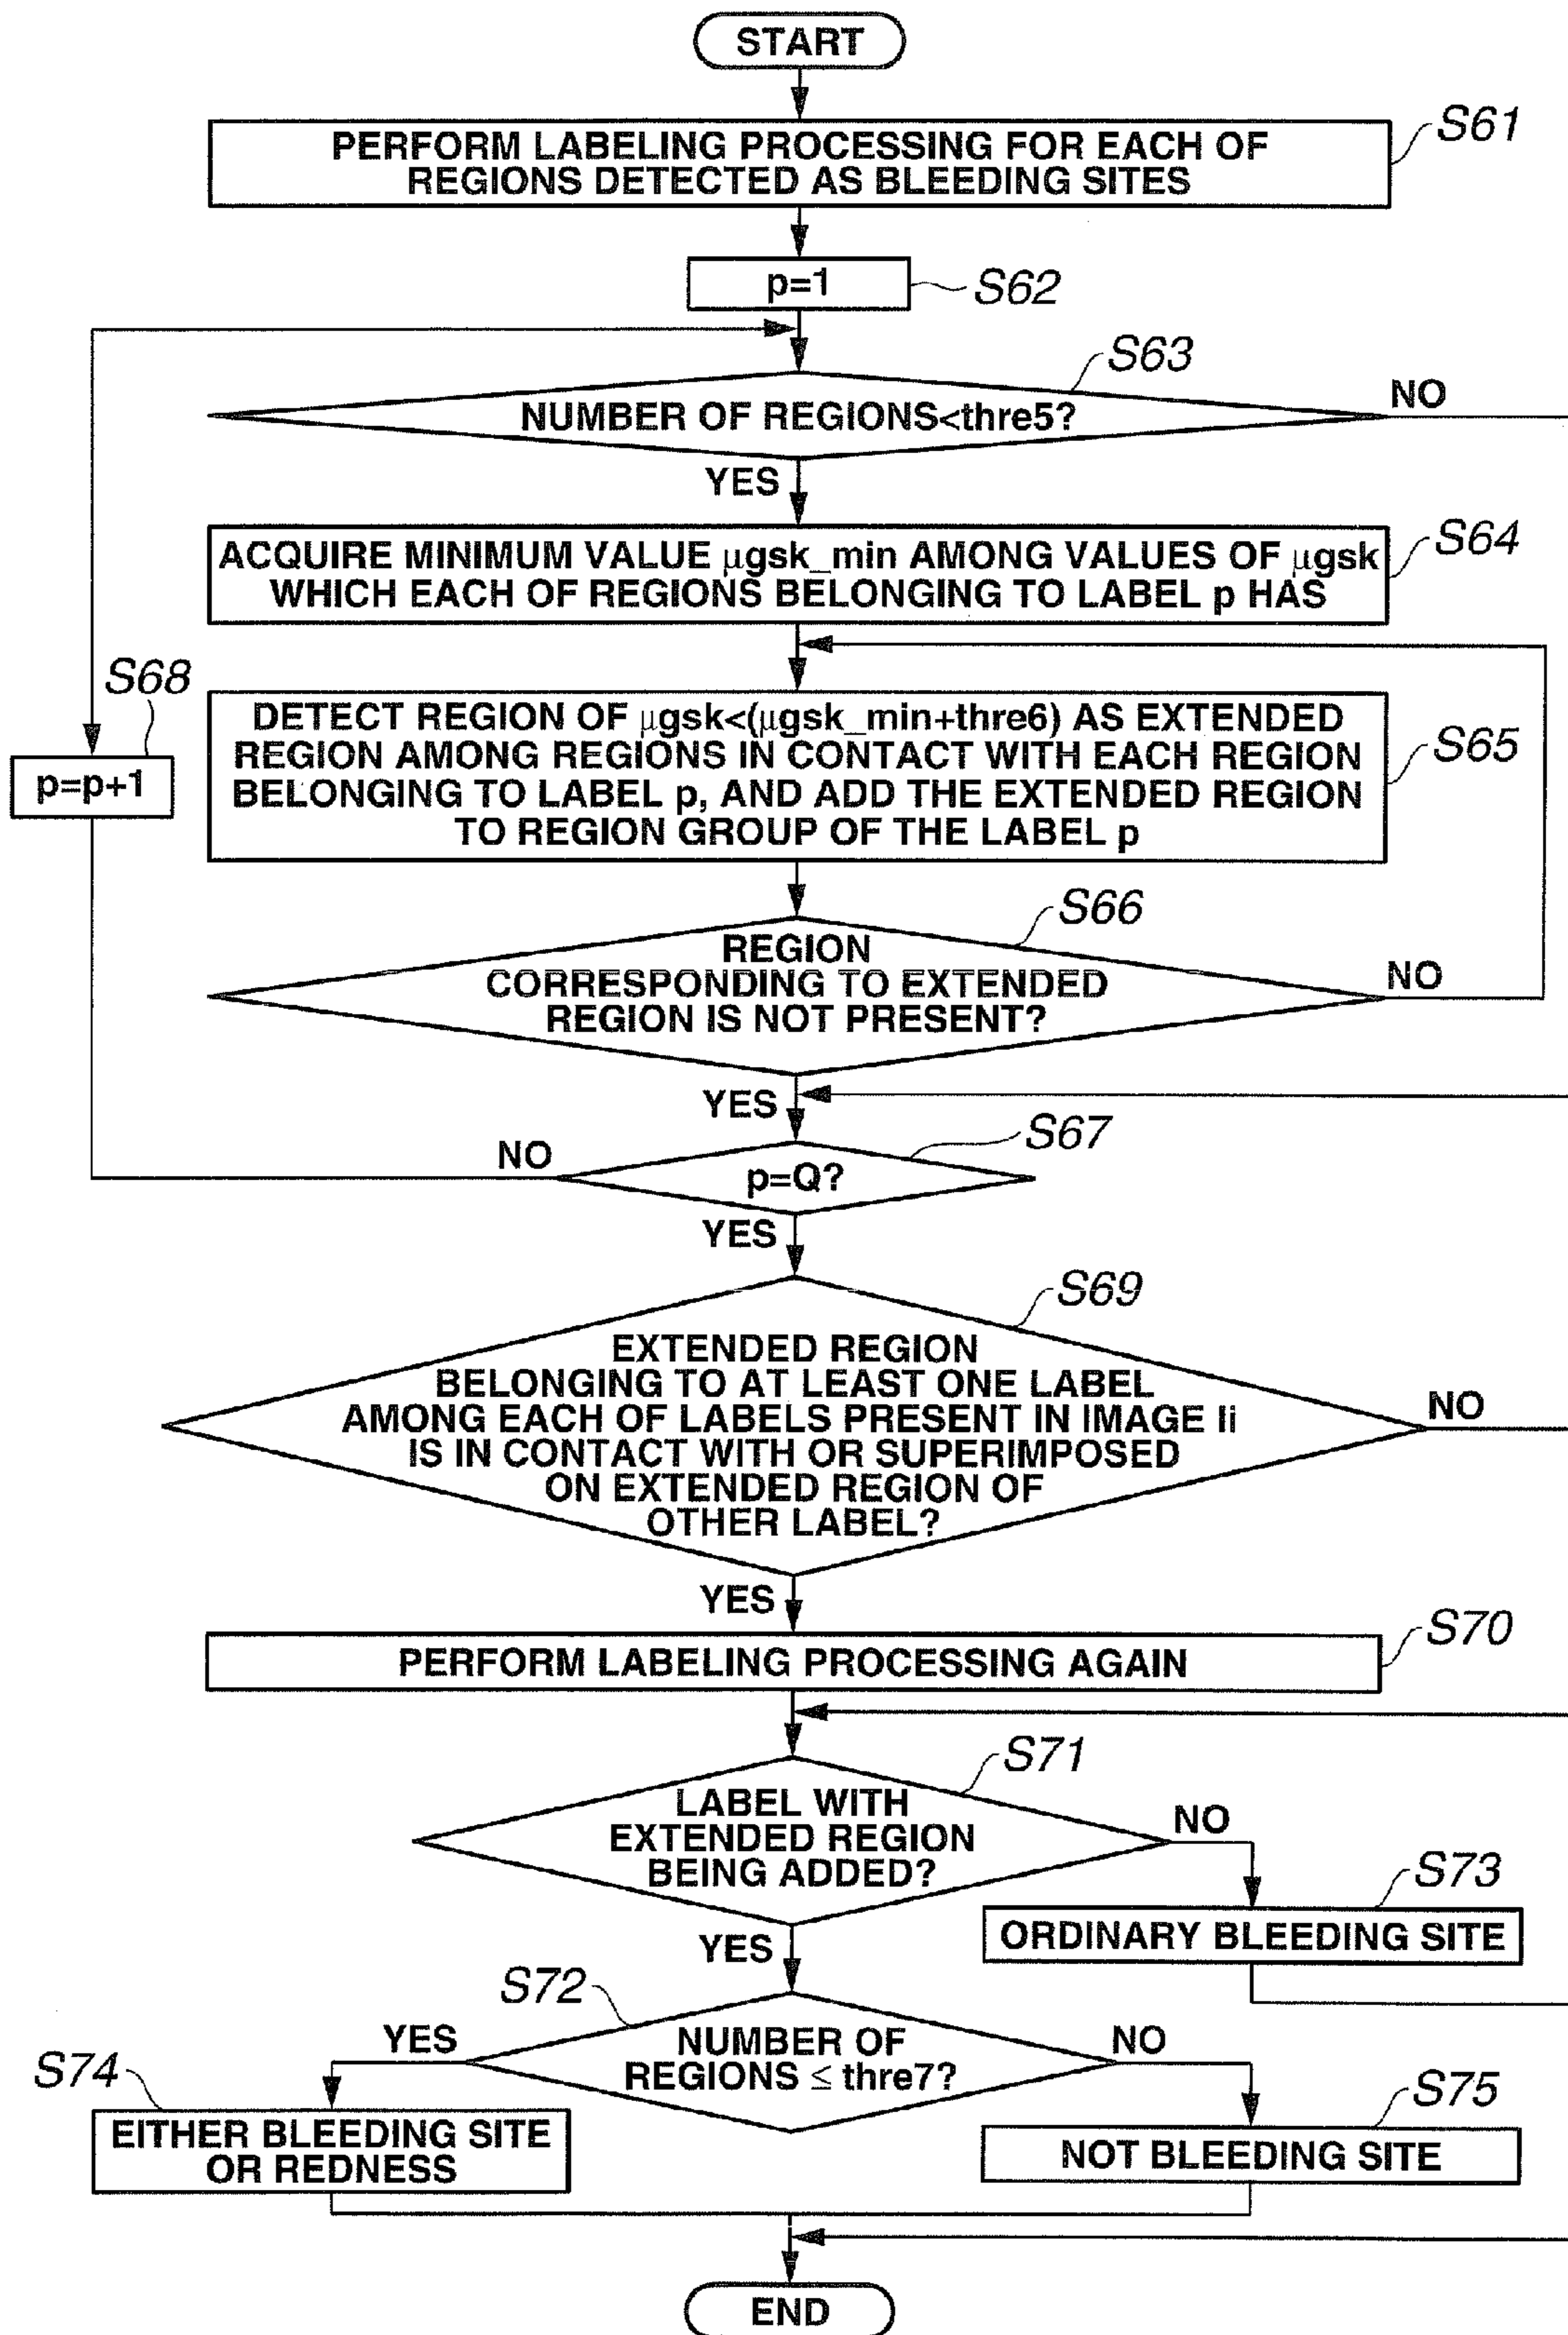 START
S61
PERFORM LABELING PROCESSING FOR EACH OF
REGIONS DETECTED AS BLEEDING SITES
p=1
S62
S63
NUMBER OF REGIONS<thre5?
NO
YES
S64
ACQUIRE MINIMUM VALUE μgsk_min AMONG VALUES OF μgsk
WHICH EACH OF REGIONS BELONGING TO LABEL p HAS
S68
p=p+1
S65
DETECT REGION OF μgsk<(μgsk_min+thre6) AS EXTENDED
REGION AMONG REGIONS IN CONTACT WITH EACH REGION
BELONGING TO LABEL p, AND ADD THE EXTENDED REGION
TO REGION GROUP OF THE LABEL p
S66
REGION
CORRESPONDING TO EXTENDED
REGION IS NOT PRESENT?
NO
YES
S67
NO
p=Q?
YES
S69
EXTENDED REGION
BELONGING TO AT LEAST ONE LABEL
AMONG EACH OF LABELS PRESENT IN IMAGE Ii
IS IN CONTACT WITH OR SUPERIMPOSED
ON EXTENDED REGION OF
OTHER LABEL?
NO
YES
S70
PERFORM LABELING PROCESSING AGAIN
S71
LABEL WITH
EXTENDED REGION
BEING ADDED?
NO
S73
ORDINARY BLEEDING SITE
YES
S72
NUMBER OF
REGIONS ≤ thre7?
YES
NO
S74
EITHER BLEEDING SITE
OR REDNESS
S75
NOT BLEEDING SITE
END